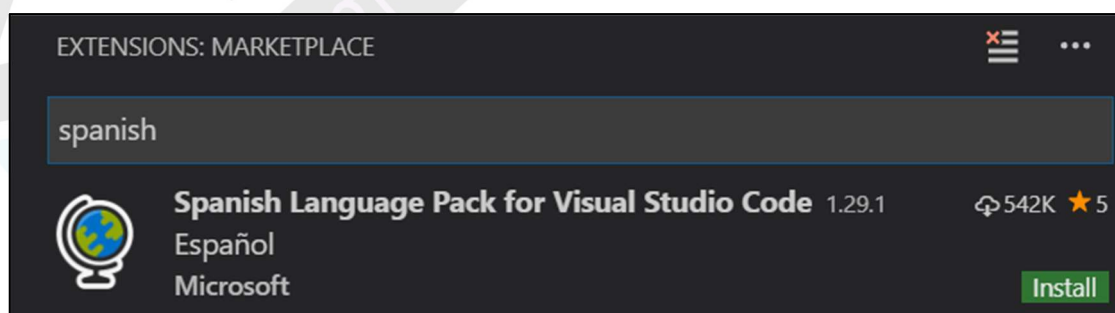 EXTENSIONS: MARKETPLACE
spanish
Spanish Language Pack for Visual Studio Code 1.29.1 542K ★ 5
Español
Microsoft Install